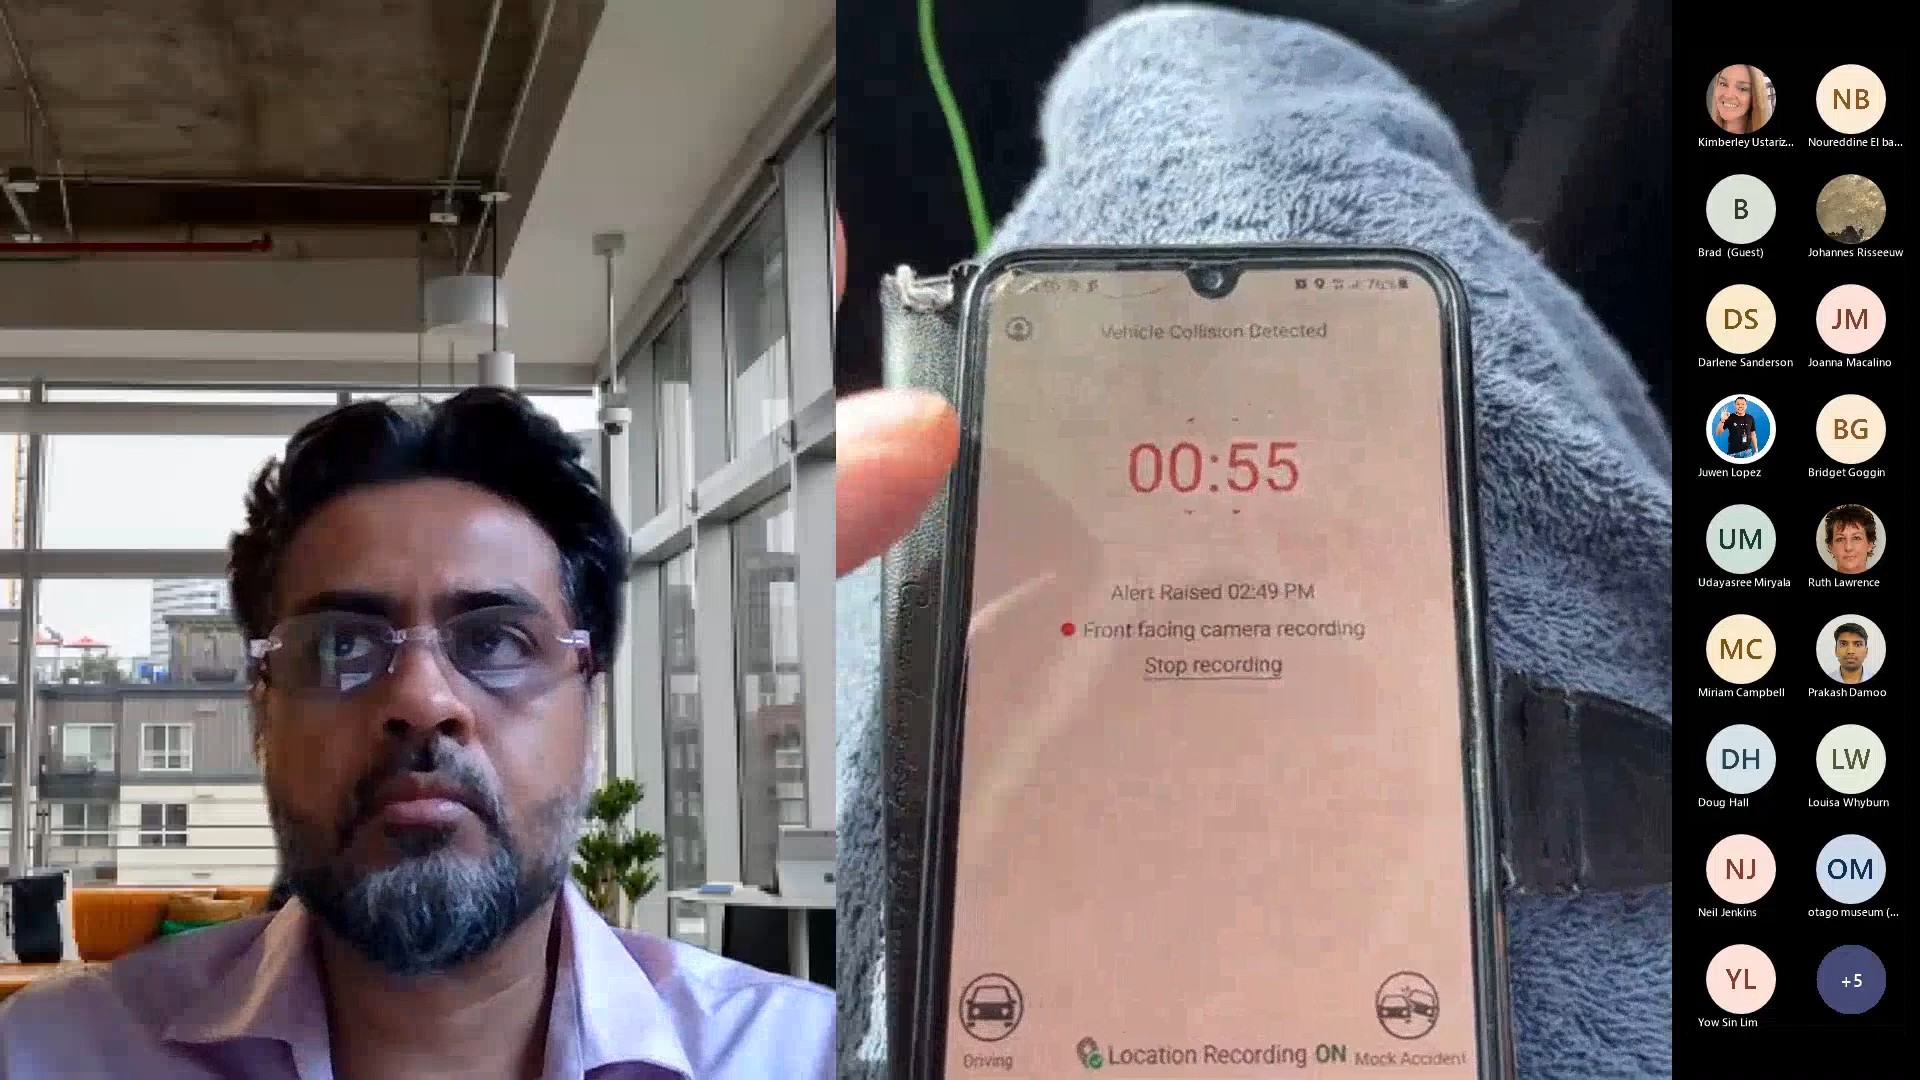 76%
Vehicle Collision Detected
00:55
Alert Raised 02:49 PM
Front facing camera recording
Stop recording
Driving
Location Recording ON
Mock Accident
Kimberley Ustariz...
NB
Noureddine El ba...
B
Brad (Guest)
Johannes Risseeuw
DS
Darlene Sanderson
JM
Joanna Macalino
Juwen Lopez
BG
Bridget Goggin
UM
Udayasree Miryala
Ruth Lawrence
MC
Miriam Campbell
Prakash Damoo
DH
Doug Hall
LW
Louisa Whyburn
NJ
Neil Jenkins
OM
otago museum (...
YL
Yow Sin Lim
+5